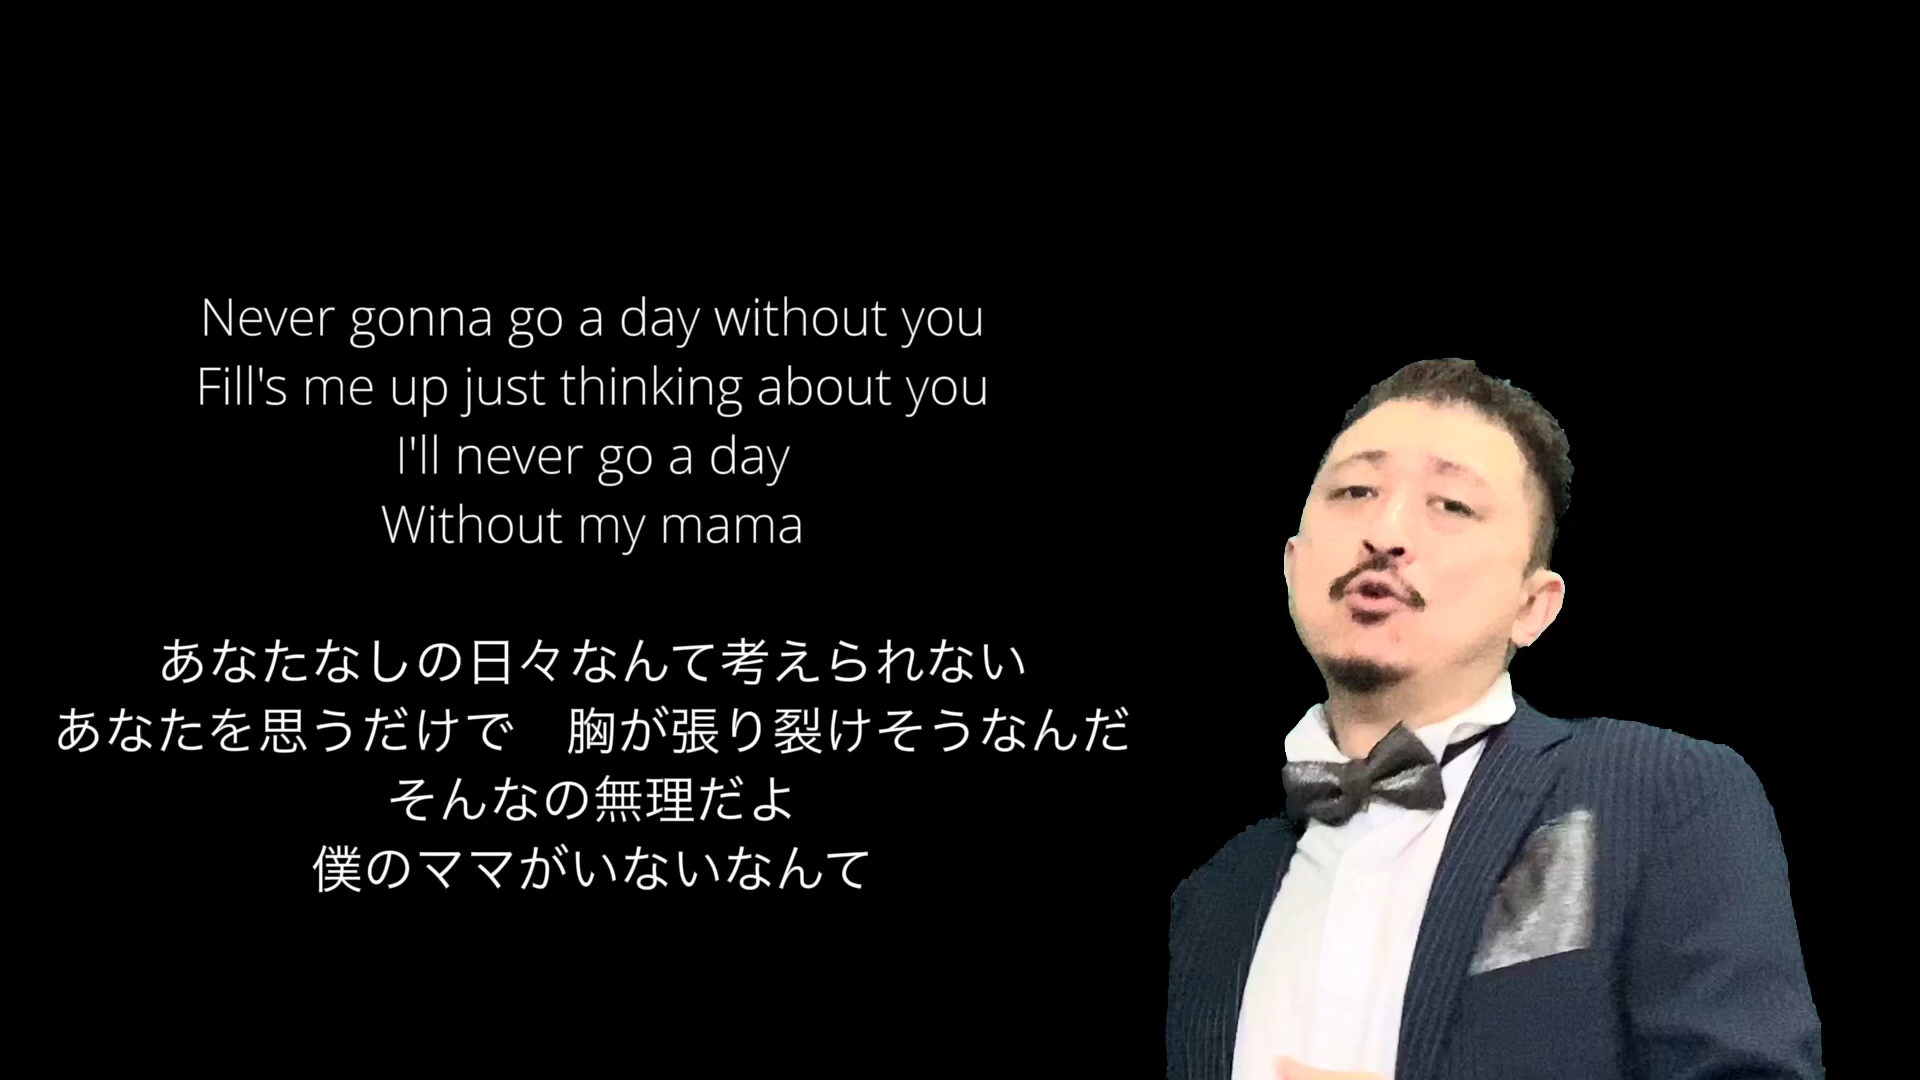 Never gonna go a day without you
Fill's me up just thinking about you
I'll never go a day
Without my mama
あなたなしの日々なんて考えられない
あなたを思うだけで　胸が張り裂けそうなんだ
そんなの無理だよ
僕のママがいないなんて